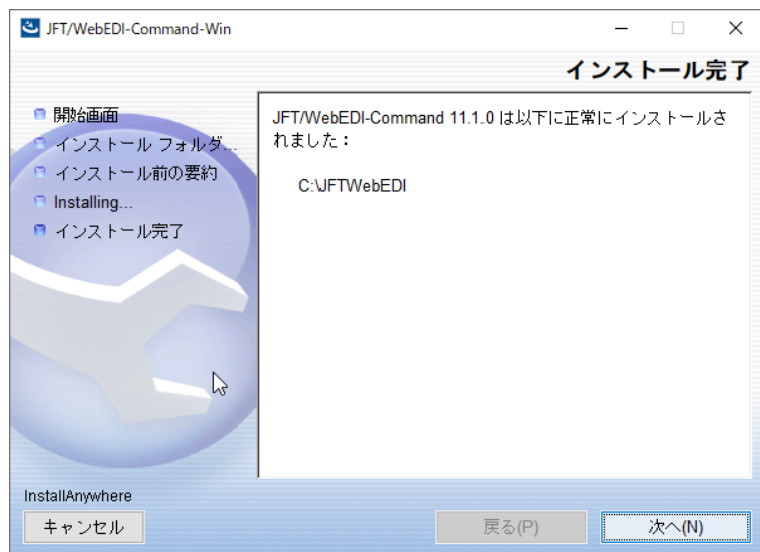 JFT/WebEDI-Command-Win
インストール完了
開始画面
インストール フォルダ...
インストール前の要約
Installing...
インストール完了
JFT/WebEDI-Command 11.1.0 は以下に正常にインストールさ
れました：
C:\JFTWebEDI
InstallAnywhere
キャンセル
戻る(P)
次へ(N)